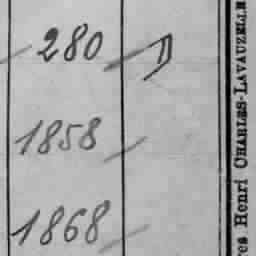 280 D
1858
1868
res Henri CHARLES-LAVAUZELLE